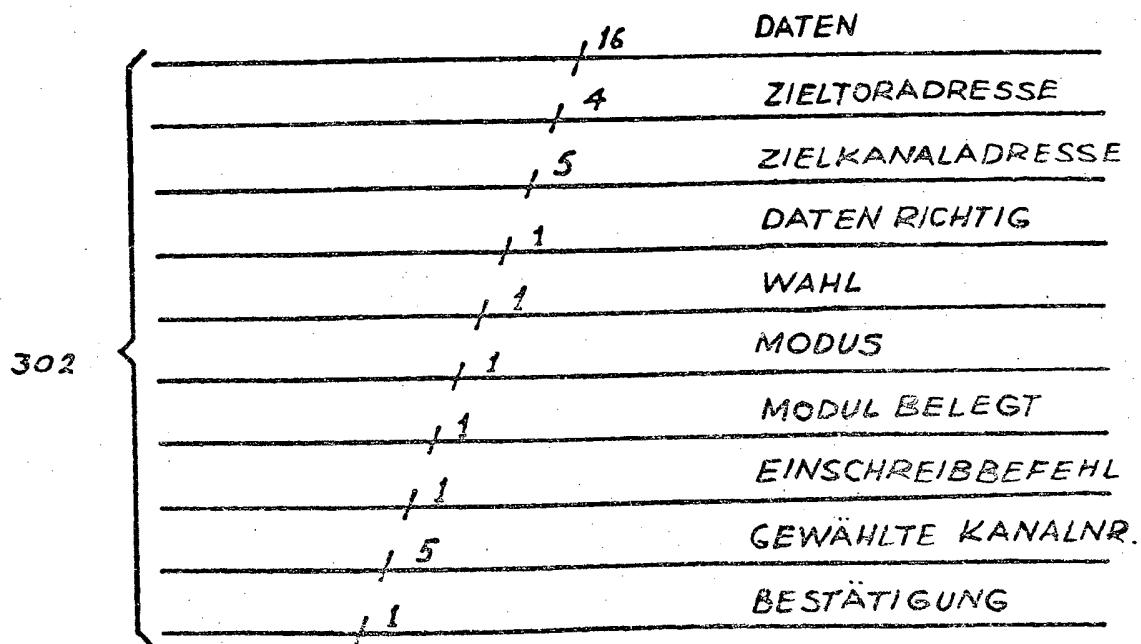 16 DATEN
4 ZIELTORADRESSE
5 ZIELKANALADRESSE
1 DATEN RICHTIG
1 WAHL
1 MODUS
302
1 MODUL BELEGT
1 EINSCHREIBBEFEHL
5 GEWÄHLTE KANALNR.
1 BESTÄTIGUNG